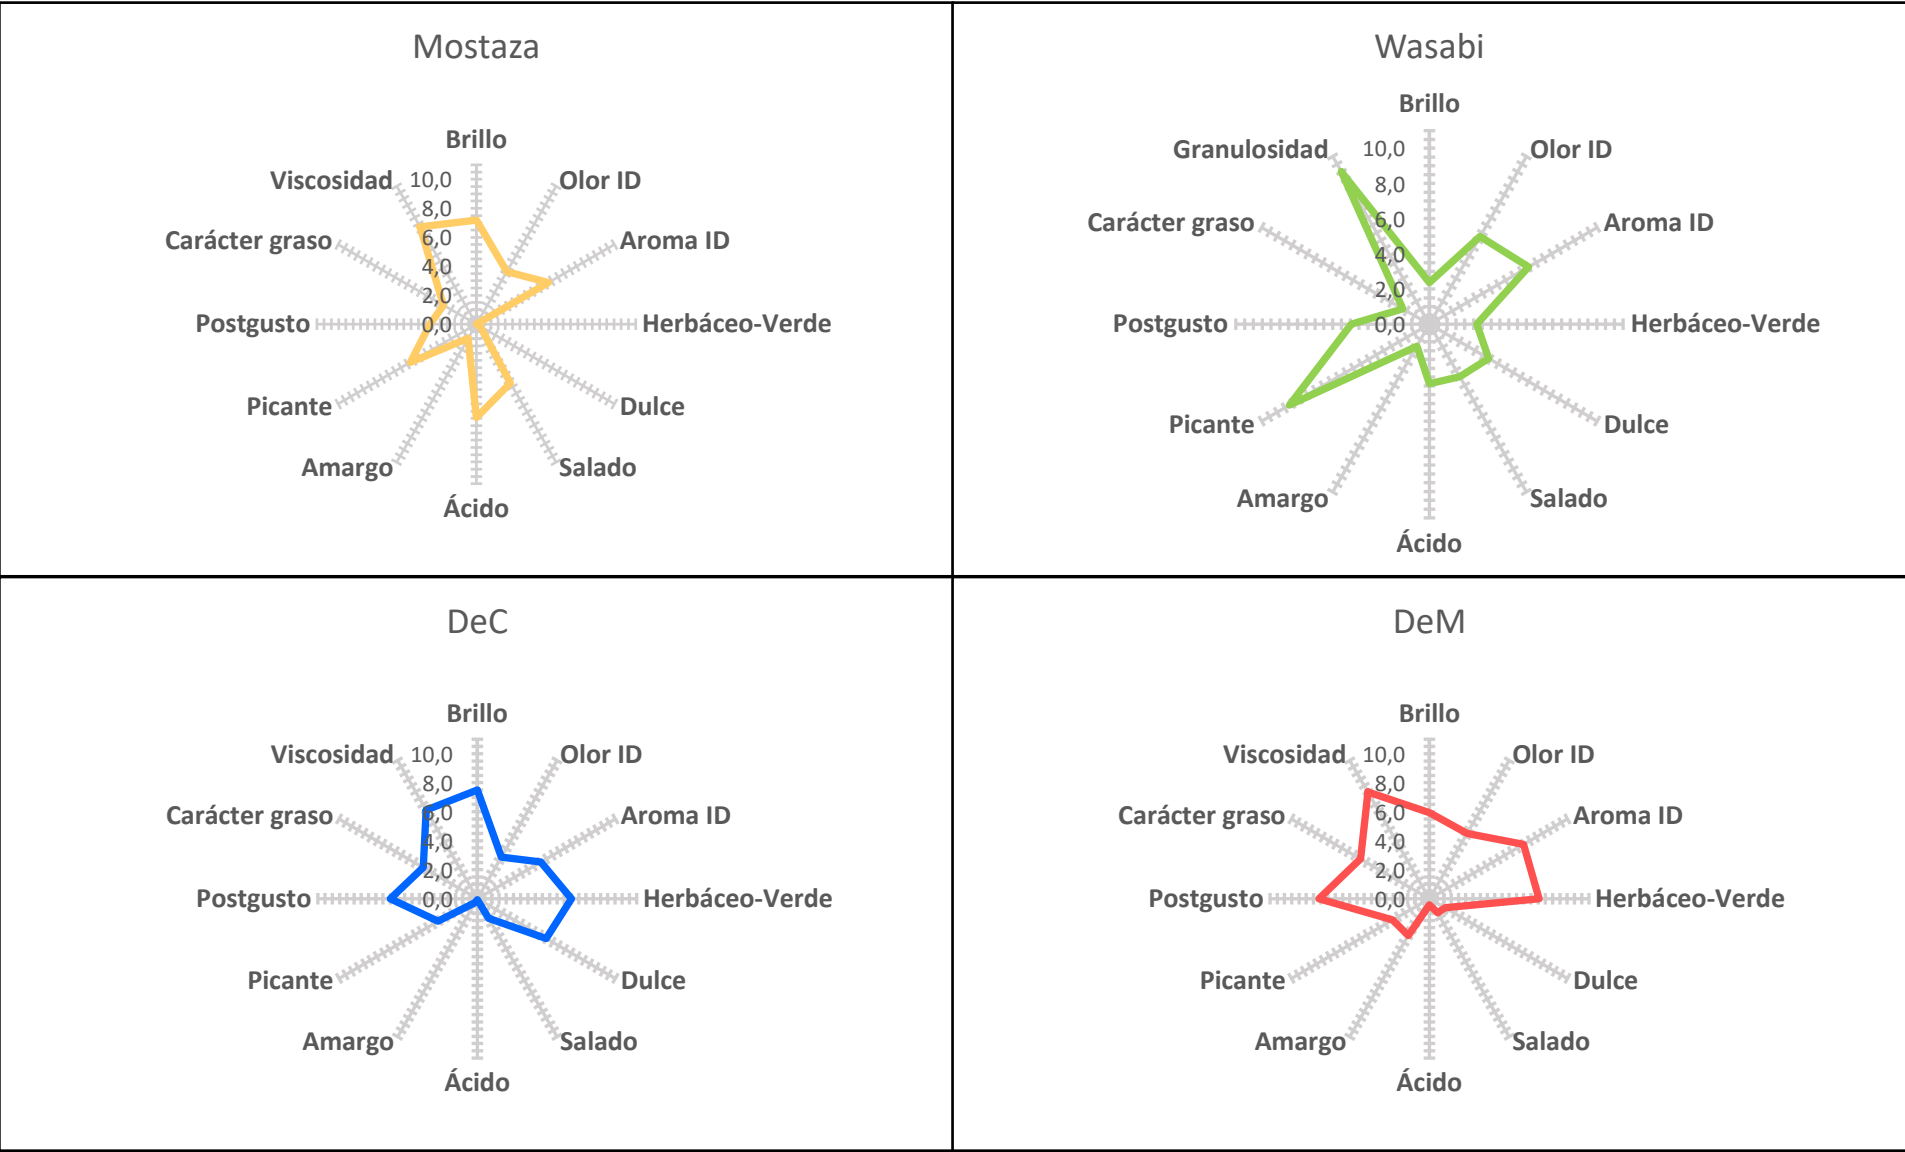 Mostaza
Brillo
Viscosidad
10,0
Olor ID
8,0
Carácter graso
6,0
Aroma ID
4,0
2,0
Postgusto
0,0
Herbáceo-Verde
Picante
Dulce
Amargo
Salado
Ácido
Wasabi
Brillo
Granulosidad
10,0
Olor ID
8,0
Carácter graso
6,0
Aroma ID
4,0
2,0
Postgusto
0,0
Herbáceo-Verde
Picante
Dulce
Amargo
Salado
Ácido
DeC
Brillo
Viscosidad
10,0
Olor ID
8,0
Carácter graso
6,0
Aroma ID
4,0
2,0
Postgusto
0,0
Herbáceo-Verde
Picante
Dulce
Amargo
Salado
Ácido
DeM
Brillo
Viscosidad
10,0
Olor ID
8,0
Carácter graso
6,0
Aroma ID
4,0
2,0
Postgusto
0,0
Herbáceo-Verde
Picante
Dulce
Amargo
Salado
Ácido